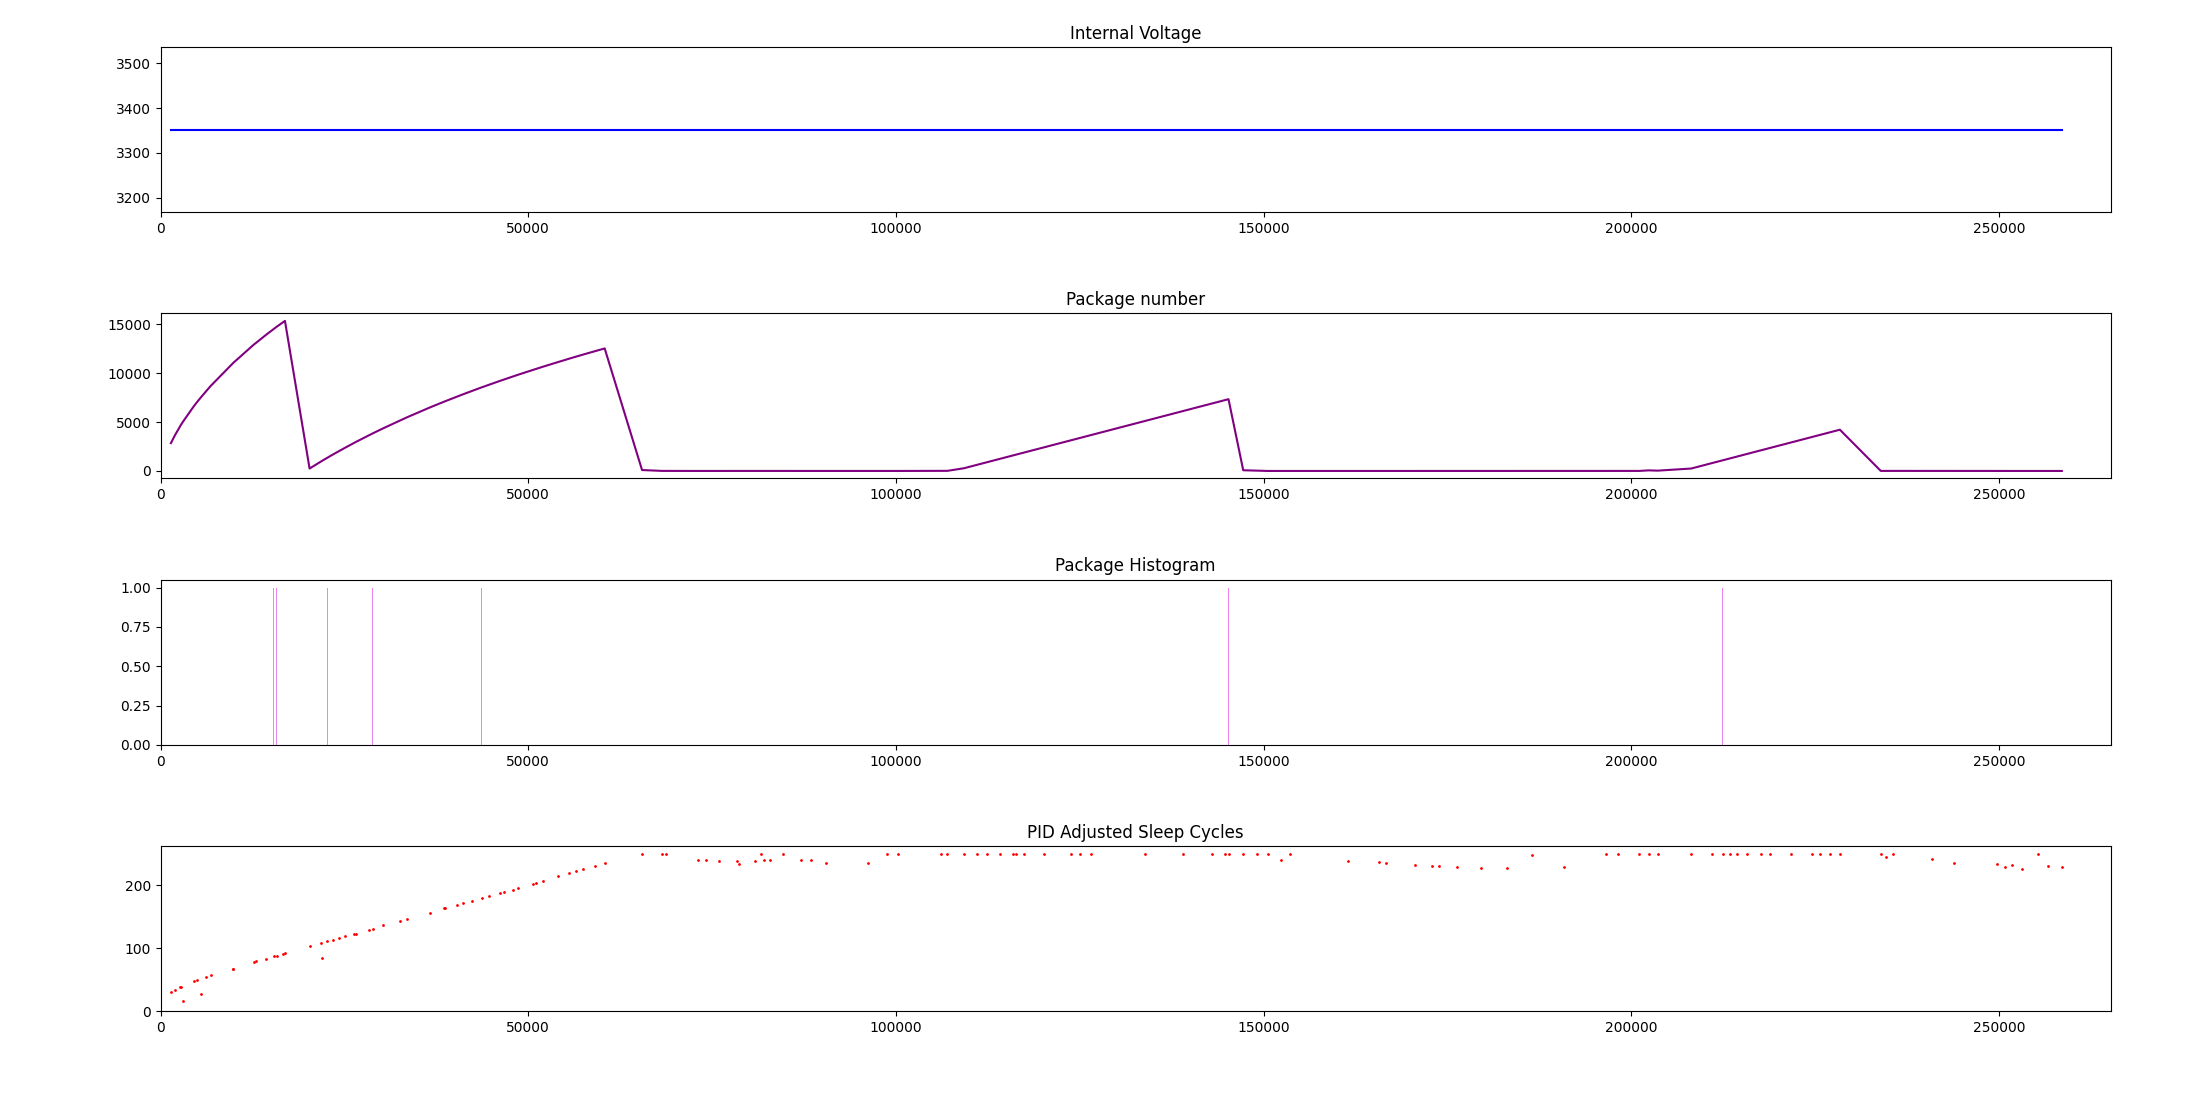 Internal Voltage
3500
3400
3300
3200
0 50000 100000 150000 200000 250000
Package number
15000
10000
5000
0
0 50000 100000 150000 200000 250000
Package Histogram
1.00
0.75
0.50
0.25
0.00
0 50000 100000 150000 200000 250000
PID Adjusted Sleep Cycles
200
100
0
0 50000 100000 150000 200000 250000